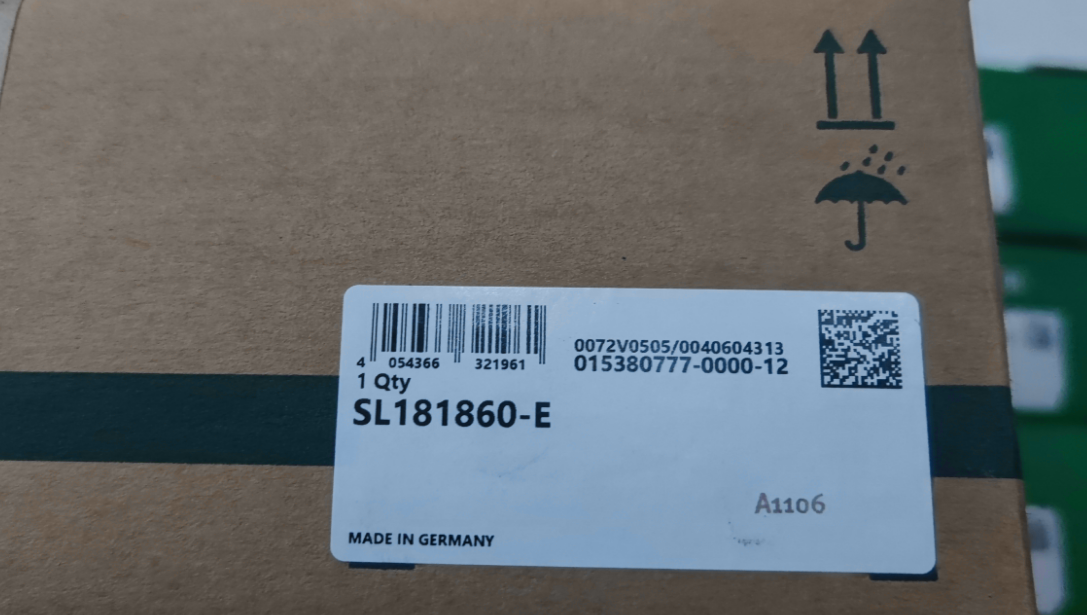 4 054366 321961
0072V0505/0040604313
015380777-0000-12
1 Qty
SL181860-E
A1106
MADE IN GERMANY